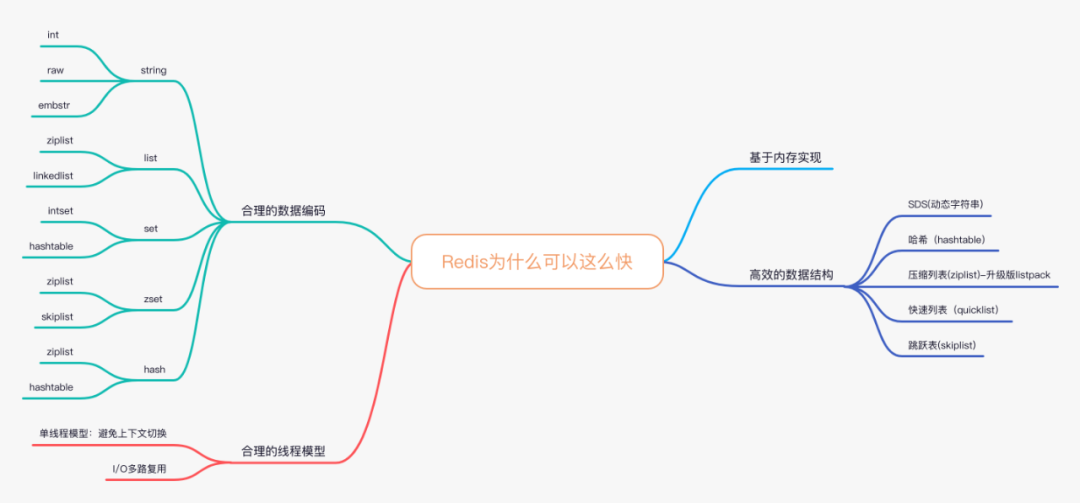 Redis为什么可以这么快
基于内存实现
高效的数据结构
SDS(动态字符串)
哈希（hashtable）
压缩列表(ziplist)-升级版listpack
快速列表（quicklist）
跳跃表(skiplist)
合理的数据编码
string
int
raw
embstr
list
ziplist
linkedlist
set
intset
hashtable
zset
ziplist
skiplist
hash
ziplist
hashtable
合理的线程模型
单线程模型：避免上下文切换
I/O多路复用